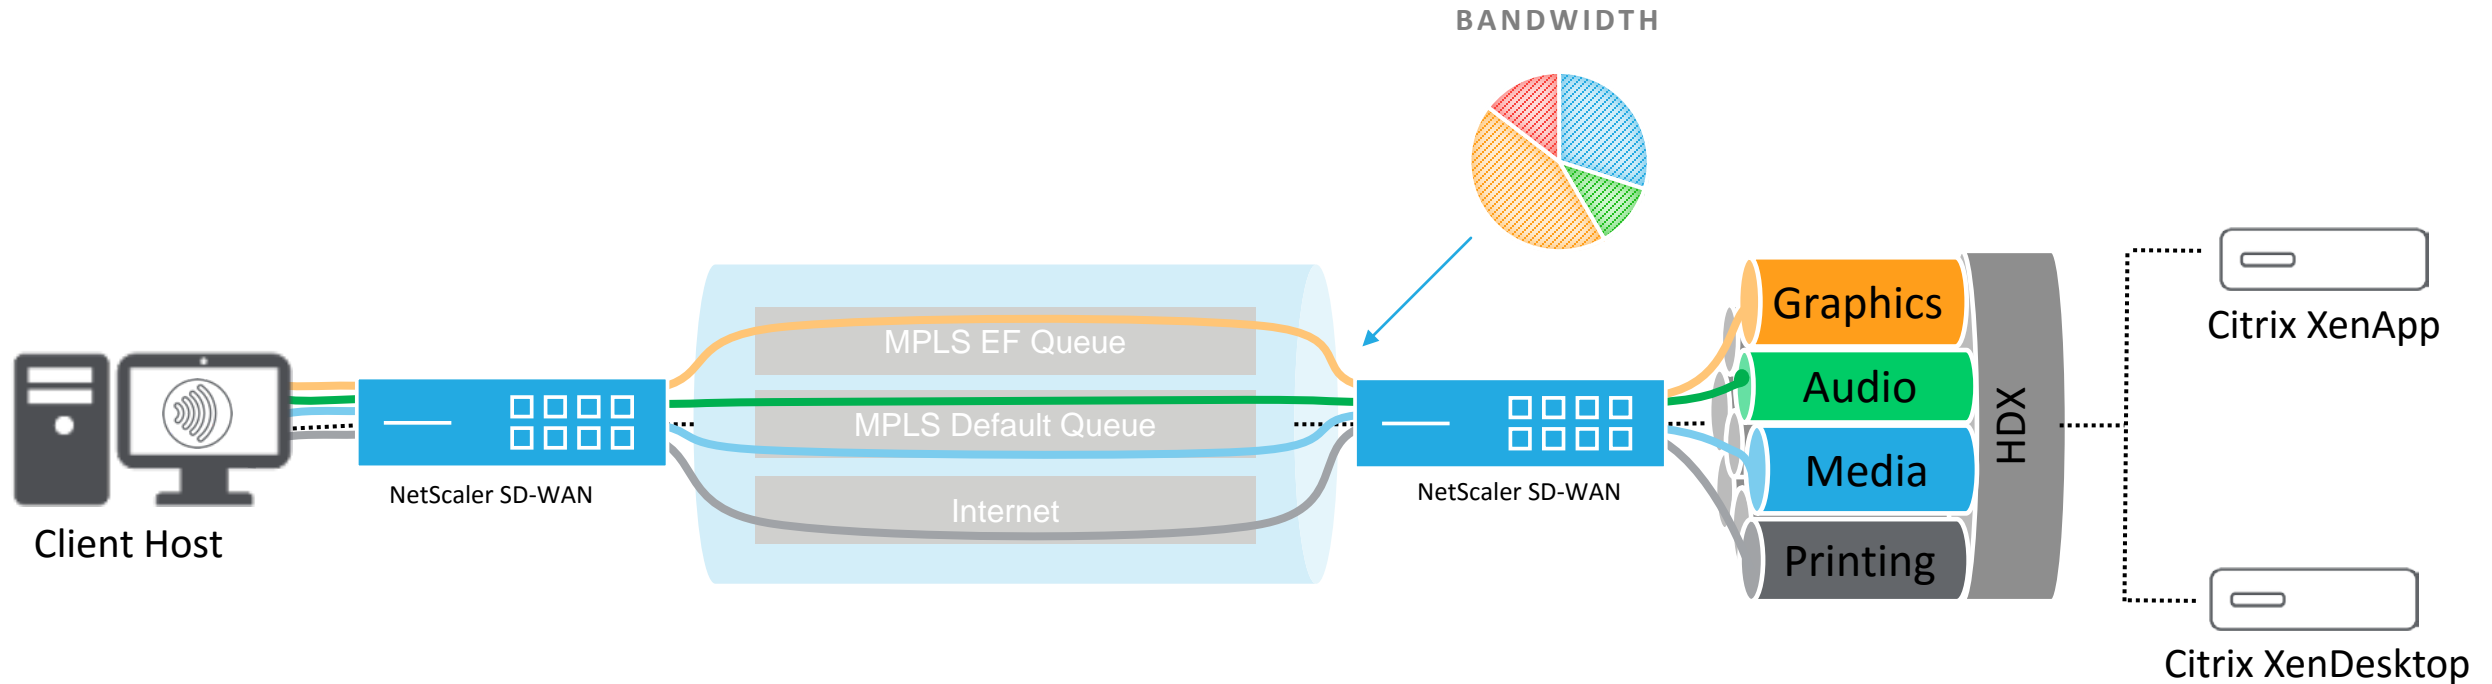 BANDWIDTH
MPLS EF Queue
MPLS Default Queue
Internet
Client Host
NetScaler SD-WAN
NetScaler SD-WAN
Graphics
Audio
Media
Printing
HDX
Citrix XenApp
Citrix XenDesktop